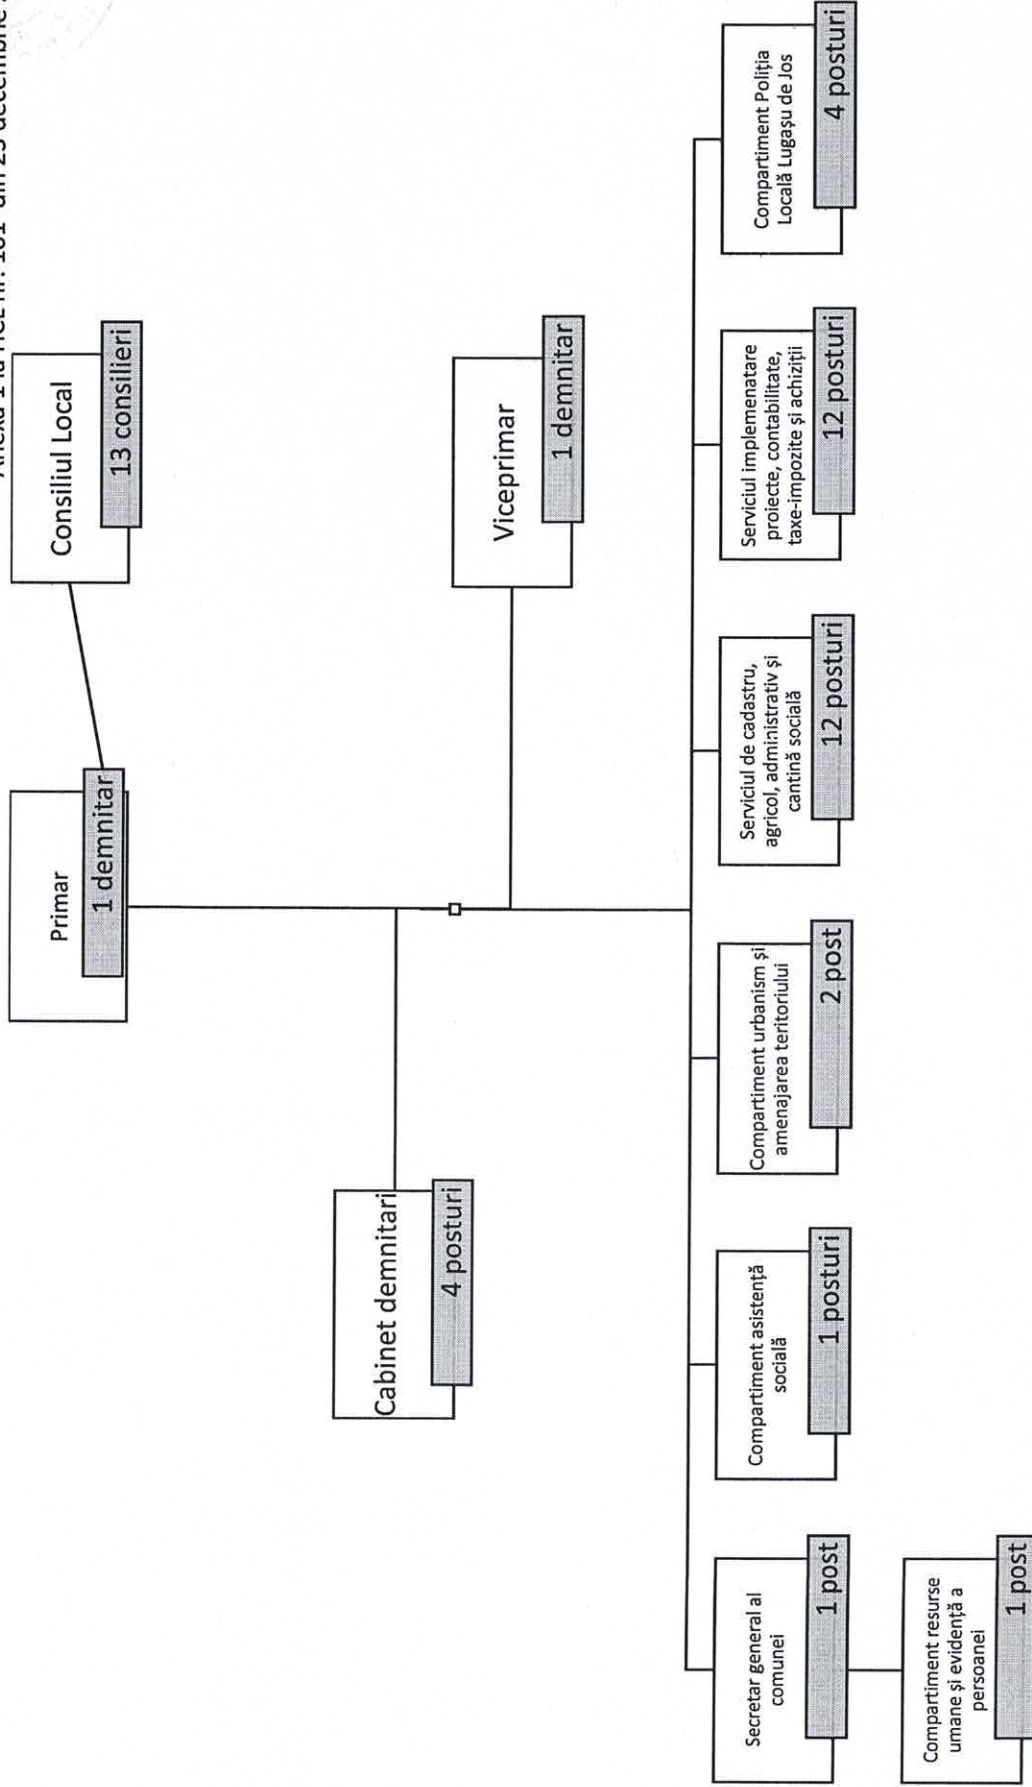 Primar
1 demnitar
Consiliul Local
13 consilieri
Cabinet demnitari
4 posturi
Viceprimar
1 demnitar
Secretar general al
comunei
1 post
Compartiment asistență
socială
1 posturi
Compartiment urbanism și
amenajarea teritoriului
2 post
Serviciul de cadastru,
agricol, administrativ și
cantină socială
12 posturi
Serviciul implemenatare
proiecte, contabilitate,
taxe-impozite și achiziții
12 posturi
Compartiment Poliția
Locală Lugașu de Jos
4 posturi
Compartiment resurse
umane și evidență a
persoanei
1 post